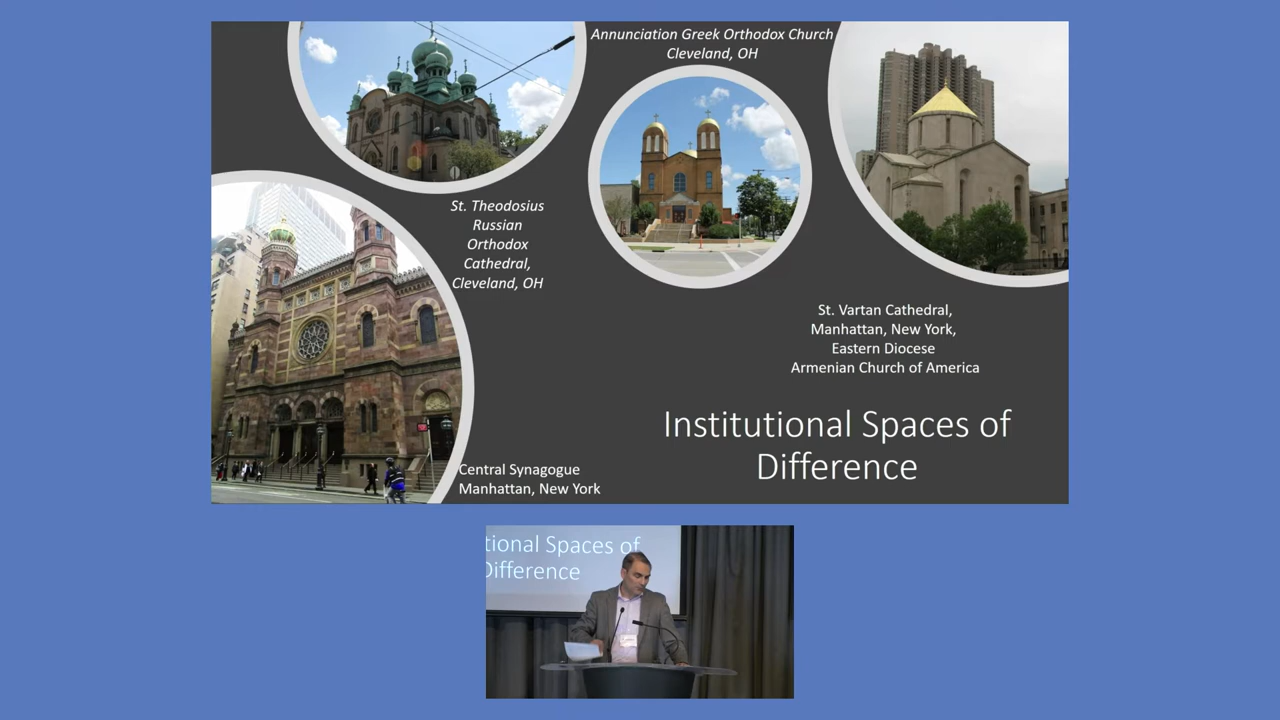 Annunciation Greek Orthodox Church
Cleveland, OH
St. Theodosius
Russian
Orthodox
Cathedral,
Cleveland, OH
St. Vartan Cathedral,
Manhattan, New York,
Eastern Diocese
Armenian Church of America
Institutional Spaces of
Difference
Central Synagogue
Manhattan, New York
tional Spaces of
Difference